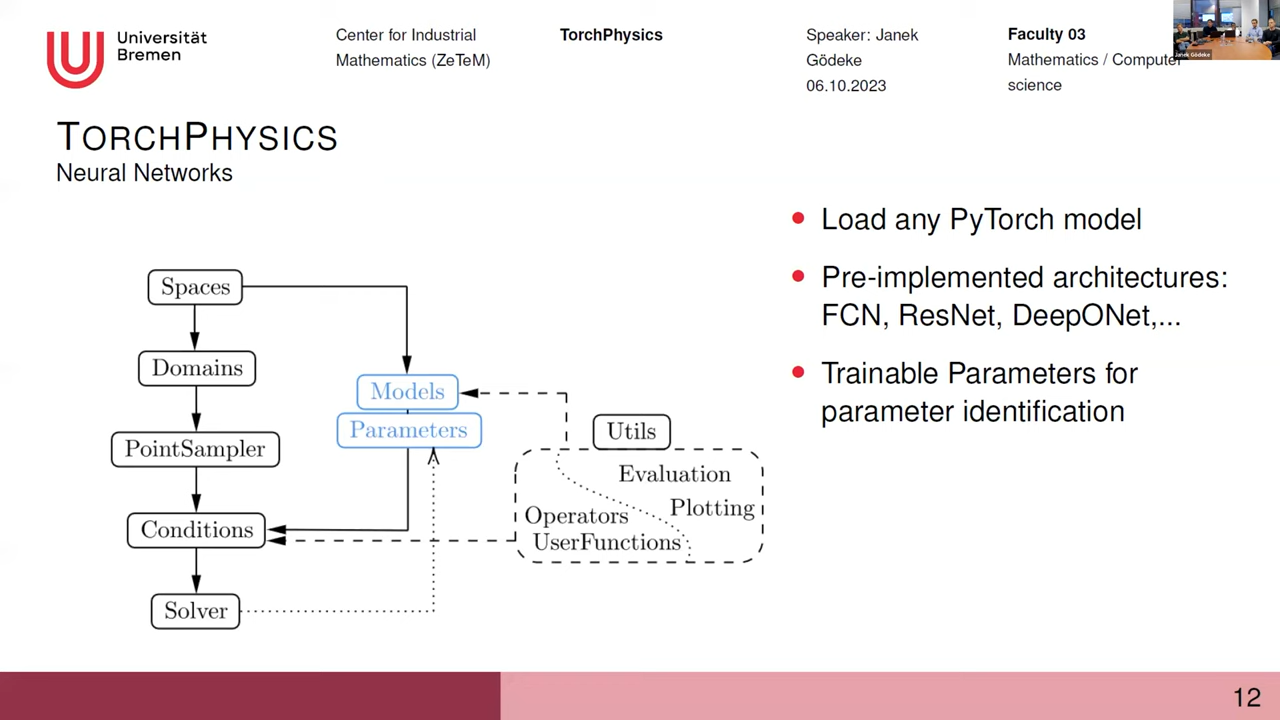 Universität
Bremen
Center for Industrial
Mathematics (ZeTeM)
TorchPhysics
Speaker: Janek
Gödeke
06.10.2023
Faculty 03
Mathematics / Computer
science
Janek Gödeke
TORCHPHYSICS
Neural Networks
Spaces
Domains
PointSampler
Conditions
Solver
Models
Parameters
Utils
Evaluation
Plotting
Operators
UserFunctions
Load any PyTorch model
Pre-implemented architectures:
FCN, ResNet, DeepONet,...
Trainable Parameters for
parameter identification
12